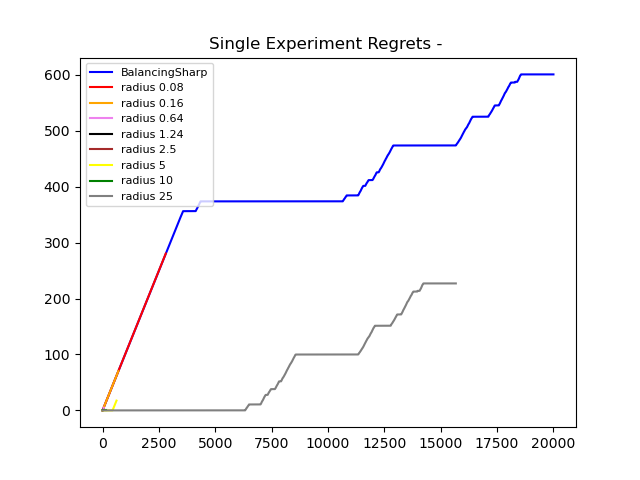 Single Experiment Regrets -
BalancingSharp
radius 0.08
radius 0.16
radius 0.64
radius 1.24
radius 2.5
radius 5
radius 10
radius 25
600
500
400
300
200
100
0
0 2500 5000 7500 10000 12500 15000 17500 20000